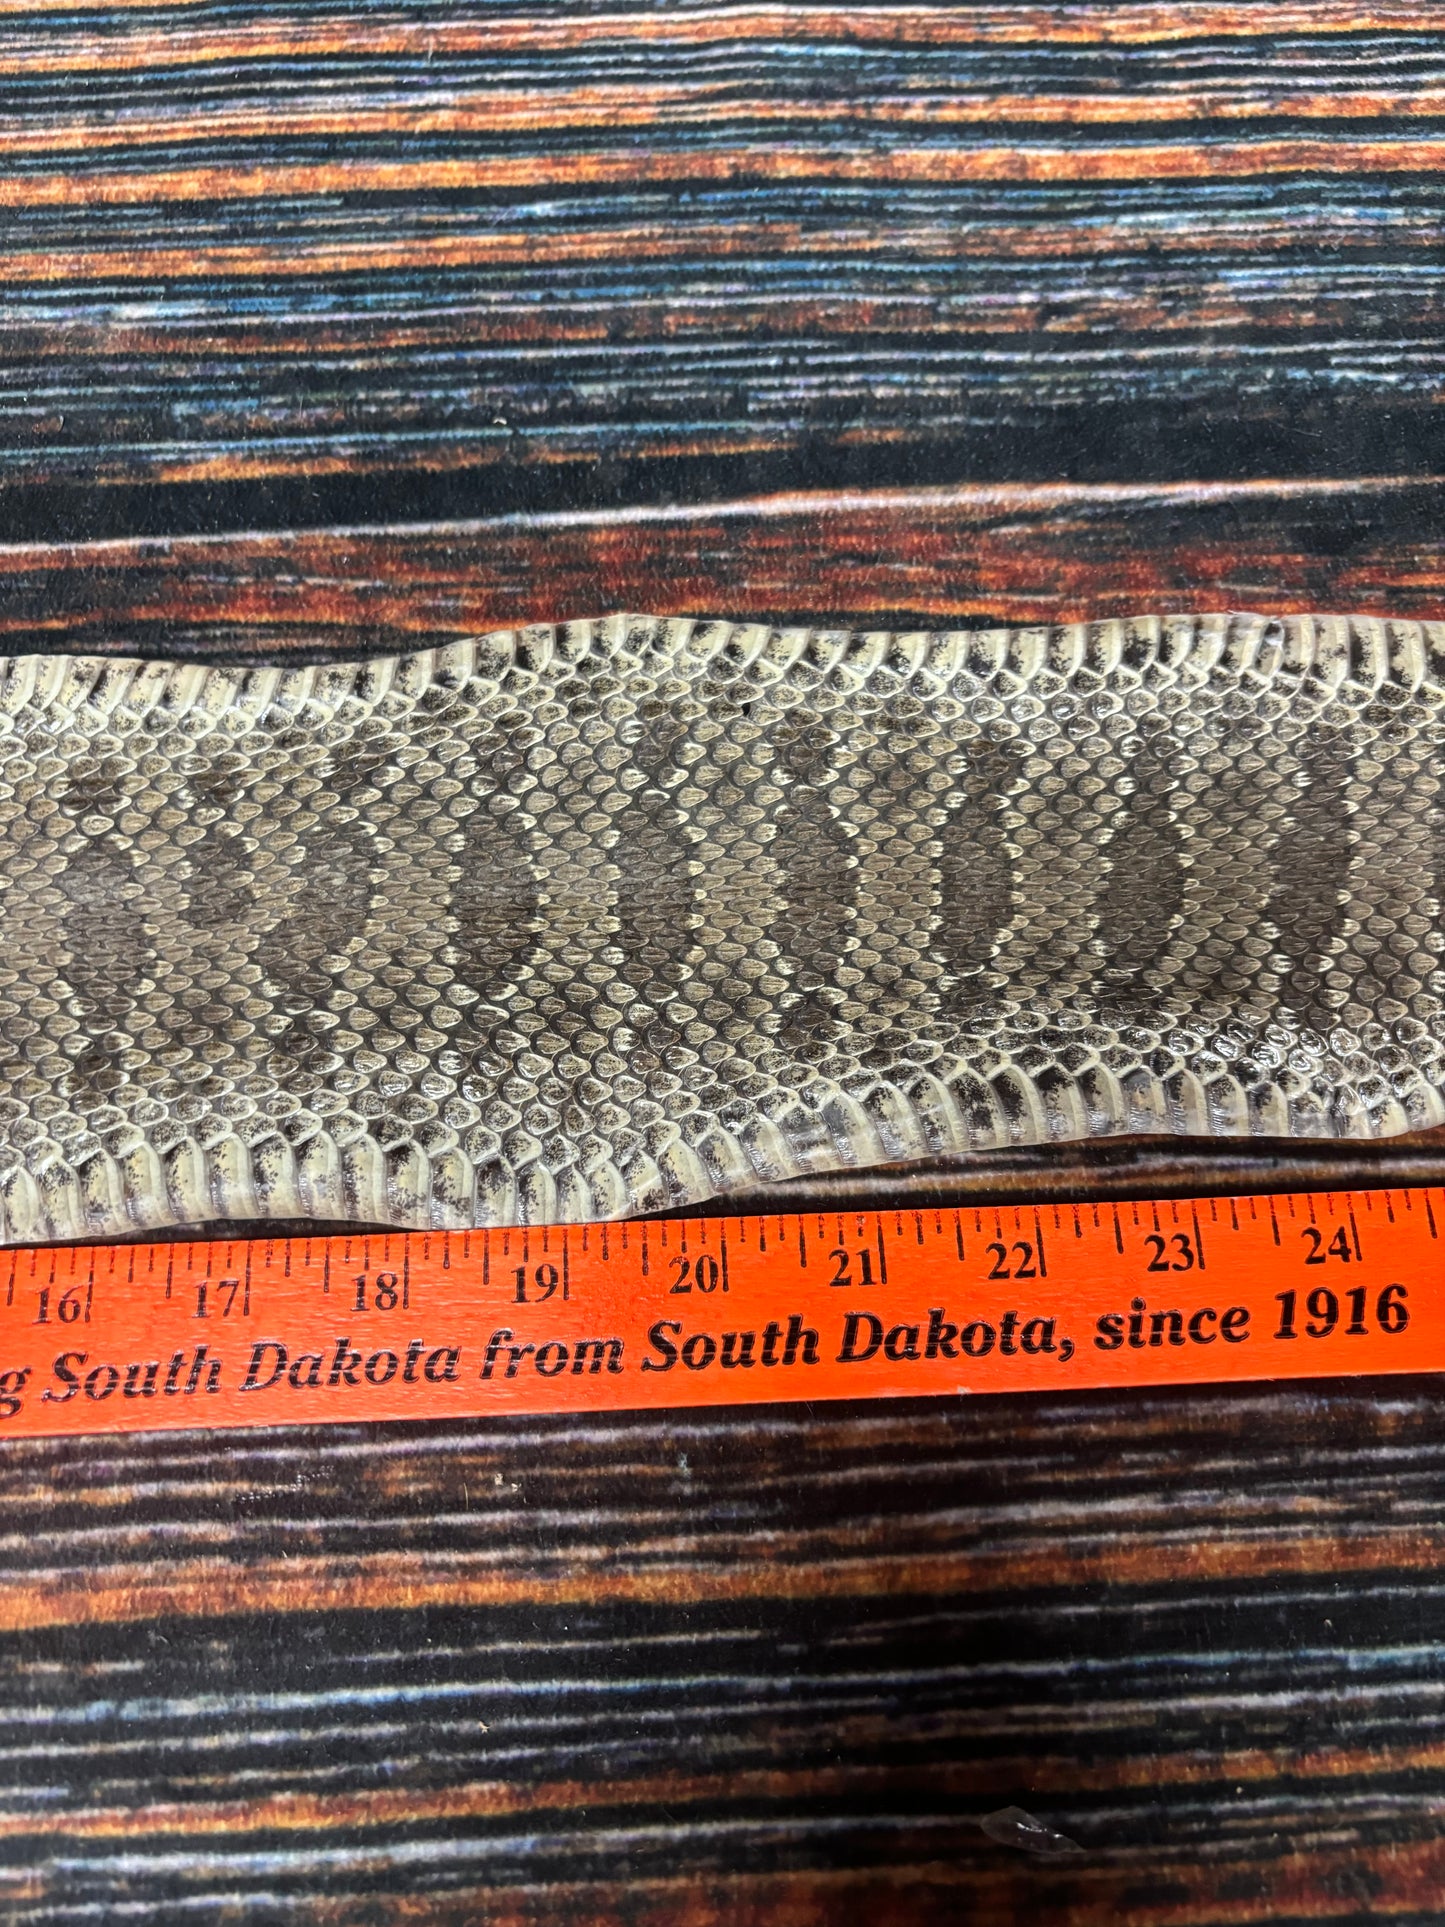 16 17 18 19 20 21 22 23 24
g South Dakota from South Dakota, since 1916